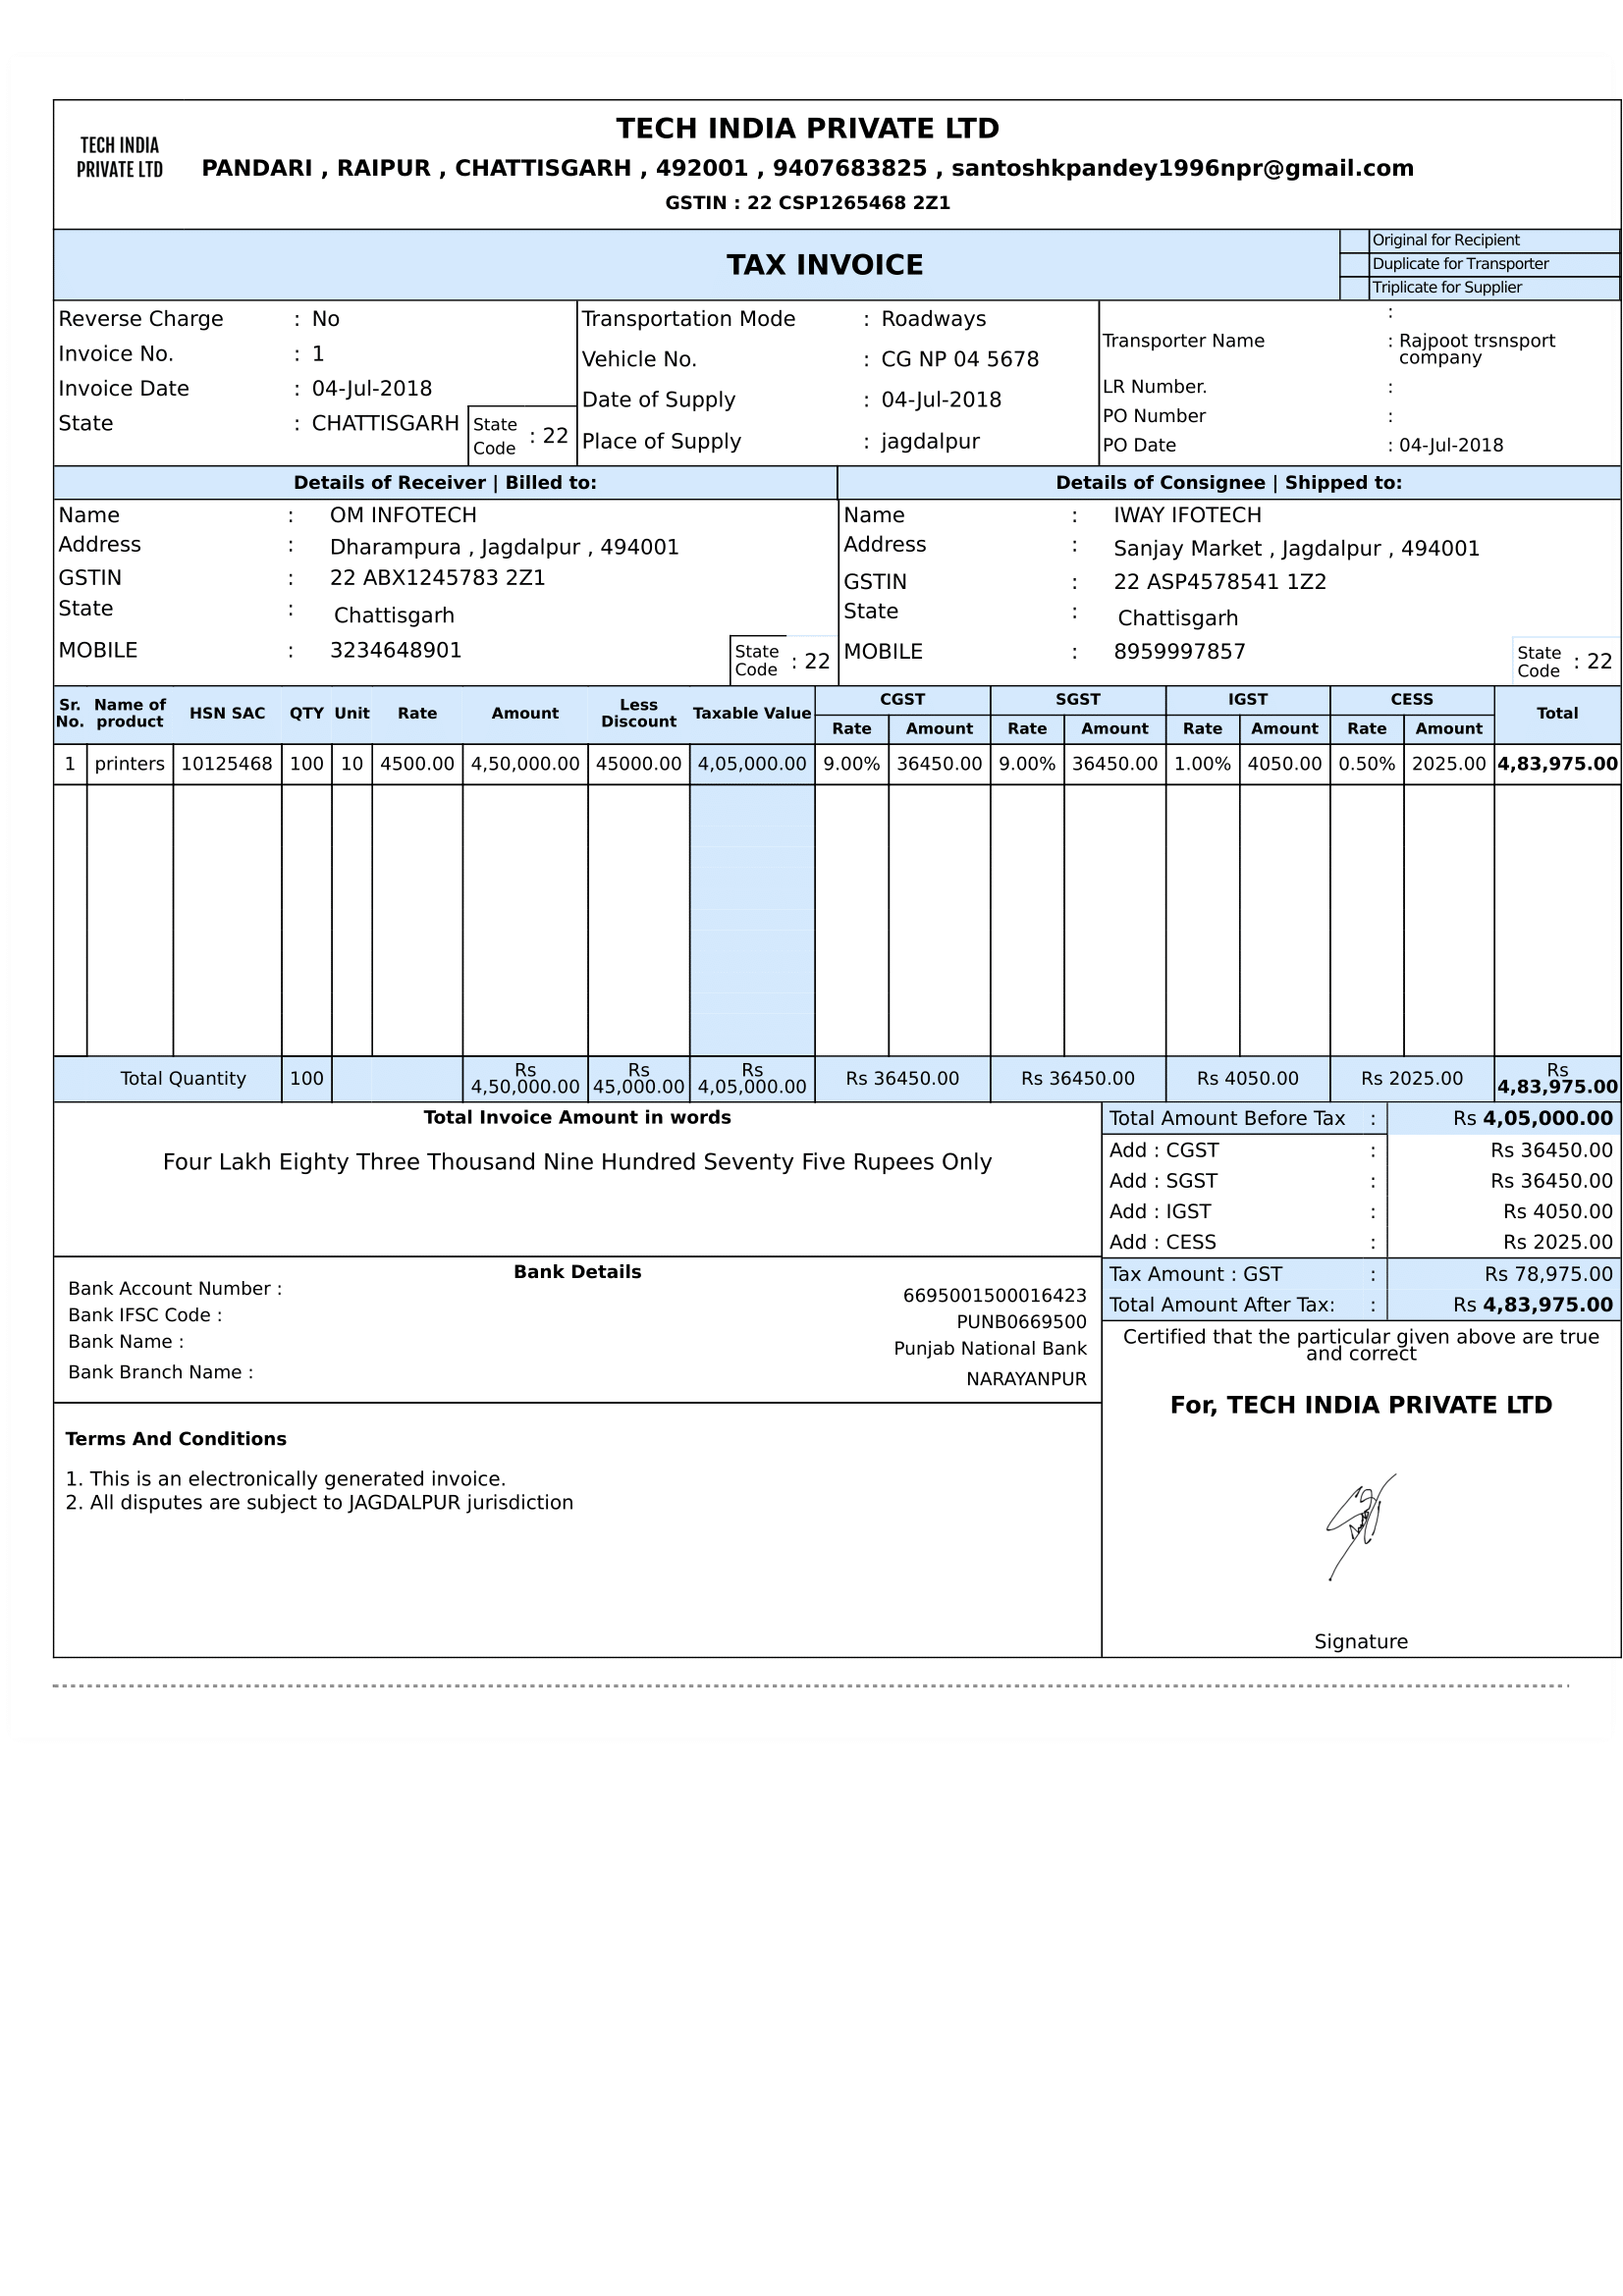 TECH INDIA
PRIVATE LTD
TECH INDIA PRIVATE LTD
PANDARI , RAIPUR , CHATTISGARH , 492001 , 9407683825 , santoshkpandey1996npr@gmail.com
GSTIN : 22 CSP1265468 2Z1
TAX INVOICE
Original for Recipient
Duplicate for Transporter
Triplicate for Supplier
Reverse Charge : No
Invoice No. : 1
Invoice Date : 04-Jul-2018
State : CHATTISGARH
State Code : 22
Transportation Mode : Roadways
Vehicle No. : CG NP 04 5678
Date of Supply : 04-Jul-2018
Place of Supply : jagdalpur
:
Transporter Name : Rajpoot trsnsport
company
LR Number. :
PO Number :
PO Date : 04-Jul-2018
Details of Receiver | Billed to:
Name : OM INFOTECH
Address : Dharampura , Jagdalpur , 494001
GSTIN : 22 ABX1245783 2Z1
State : Chattisgarh
MOBILE : 3234648901
State Code : 22
Details of Consignee | Shipped to:
Name : IWAY IFOTECH
Address : Sanjay Market , Jagdalpur , 494001
GSTIN : 22 ASP4578541 1Z2
State : Chattisgarh
MOBILE : 8959997857
State Code : 22
Sr. No. Name of product HSN SAC QTY Unit Rate Amount Less Discount Taxable Value CGST SGST IGST CESS Total
Rate Amount Rate Amount Rate Amount Rate Amount
1 printers 10125468 100 10 4500.00 4,50,000.00 45000.00 4,05,000.00 9.00% 36450.00 9.00% 36450.00 1.00% 4050.00 0.50% 2025.00 4,83,975.00
Total Quantity 100 Rs 4,50,000.00 Rs 45,000.00 Rs 4,05,000.00 Rs 36450.00 Rs 36450.00 Rs 4050.00 Rs 2025.00 Rs 4,83,975.00
Total Invoice Amount in words
Four Lakh Eighty Three Thousand Nine Hundred Seventy Five Rupees Only
Total Amount Before Tax : Rs 4,05,000.00
Add : CGST : Rs 36450.00
Add : SGST : Rs 36450.00
Add : IGST : Rs 4050.00
Add : CESS : Rs 2025.00
Tax Amount : GST : Rs 78,975.00
Total Amount After Tax: : Rs 4,83,975.00
Bank Details
Bank Account Number : 6695001500016423
Bank IFSC Code : PUNB0669500
Bank Name : Punjab National Bank
Bank Branch Name : NARAYANPUR
Certified that the particular given above are true
and correct
For, TECH INDIA PRIVATE LTD
Signature
Terms And Conditions
1. This is an electronically generated invoice.
2. All disputes are subject to JAGDALPUR jurisdiction